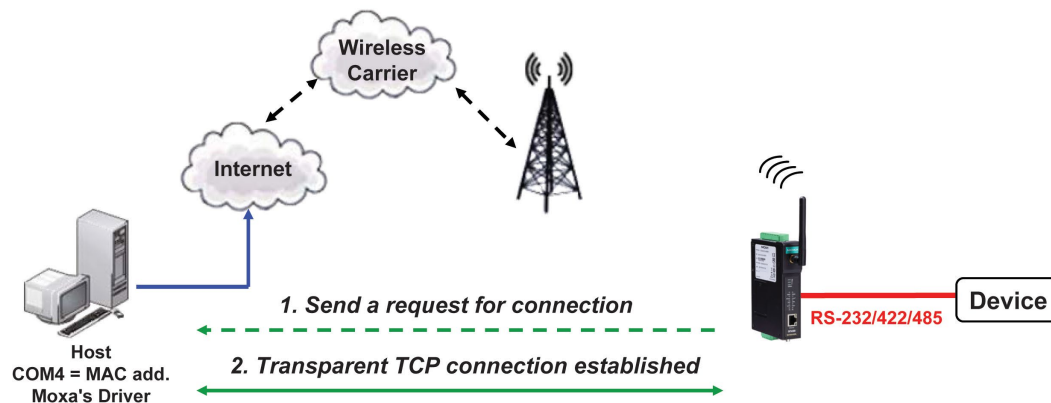 Wireless
Carrier
Internet
1. Send a request for connection
RS-232/422/485
Device
Host
COM4 = MAC add.
Moxa's Driver
2. Transparent TCP connection established